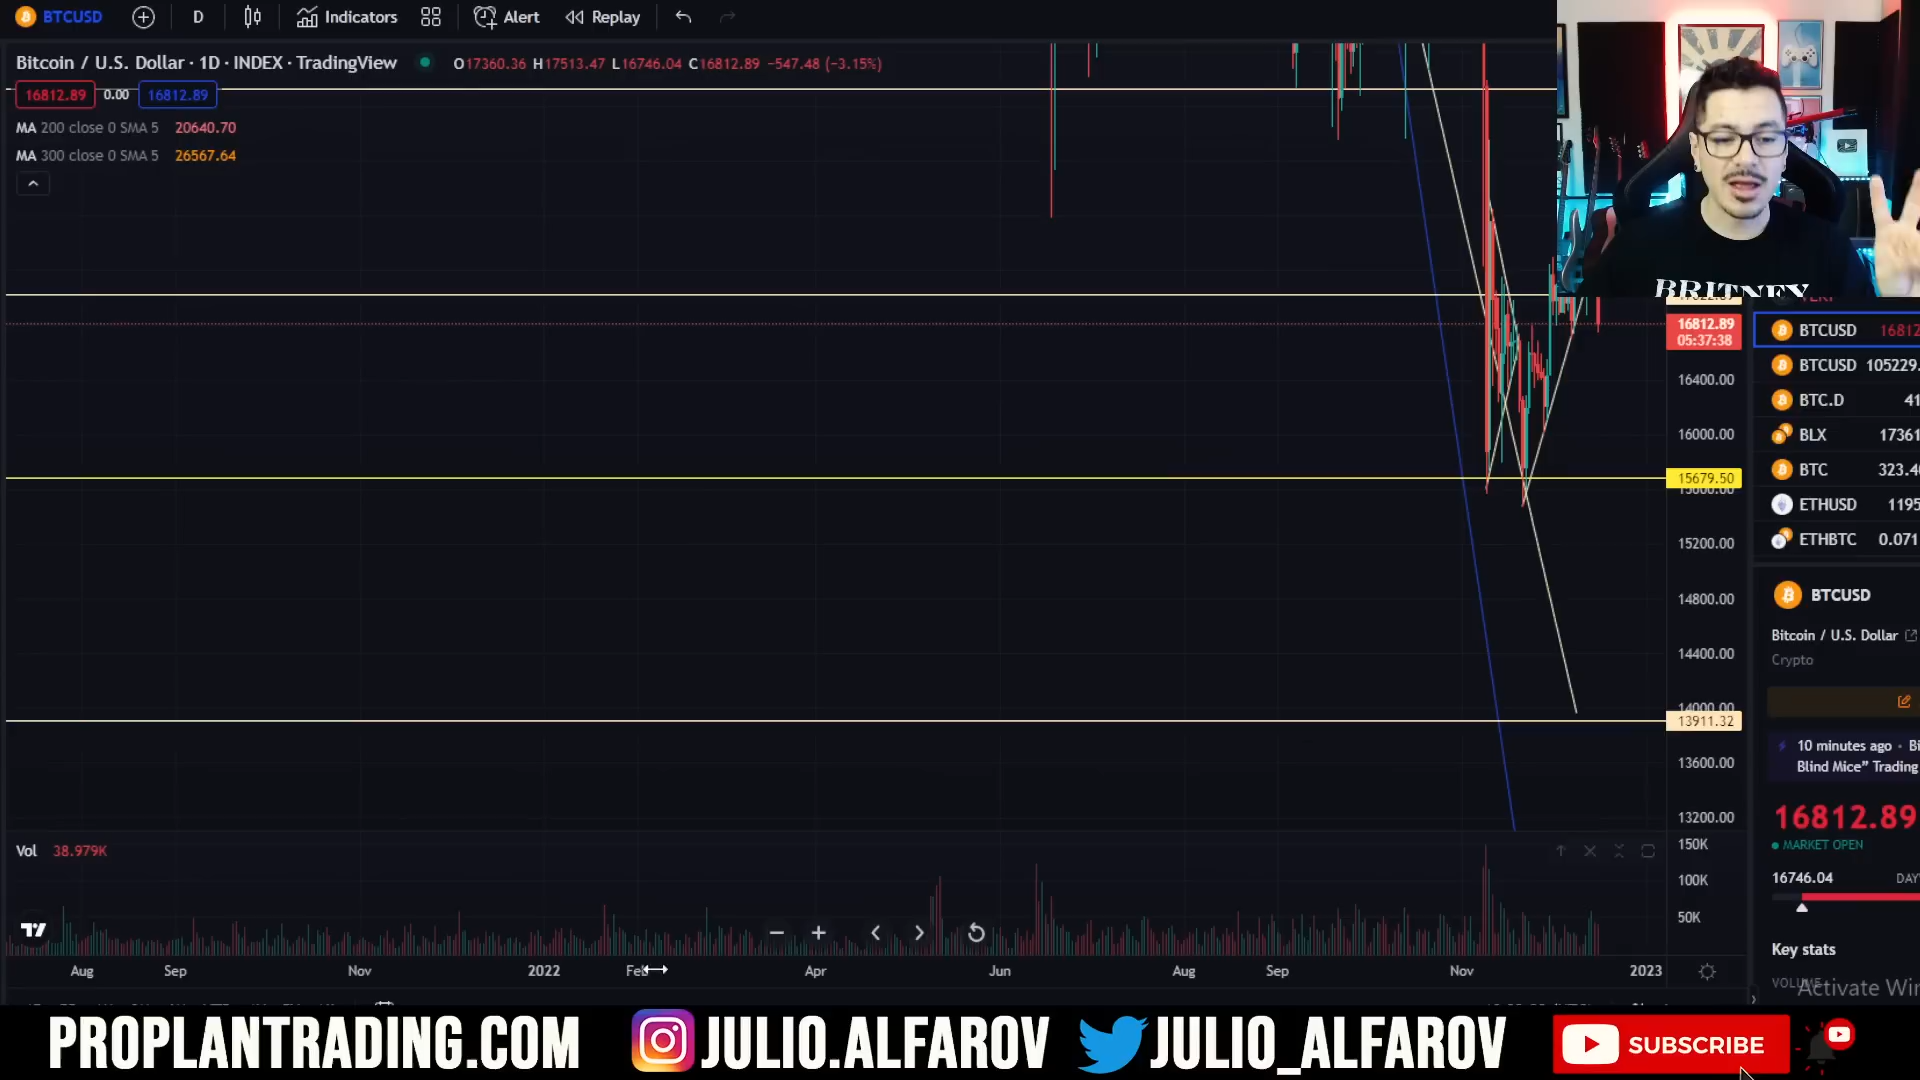 BTCUSD D Indicators Alert Replay
Bitcoin / U.S. Dollar · 1D · INDEX · TradingView O17360.36 H17513.47 L16746.04 C16812.89 −547.48 (−3.15%)
16812.89 0.00 16812.89
MA 200 close 0 SMA 5 20640.70
MA 300 close 0 SMA 5 26567.64
BRITNEY
16812.89
05:37:38
16400.00
16000.00
15679.50
15200.00
14800.00
14400.00
14000.00
13911.32
13600.00
13200.00
BTCUSD 16812
BTCUSD 105229.
BTC.D 41
BLX 17361
BTC 323.4
ETHUSD 1195
ETHBTC 0.071
BTCUSD
Bitcoin / U.S. Dollar
Crypto
10 minutes ago · Bi
Blind Mice” Trading
16812.89
MARKET OPEN
16746.04 DAY
Key stats
VOLUME
Activate Win
Vol 38.979K
150K
100K
50K
Aug Sep Nov 2022 Feb Apr Jun Aug Sep Nov 2023
PROPLANTRADING.COM JULIO.ALFAROV JULIO_ALFAROV SUBSCRIBE